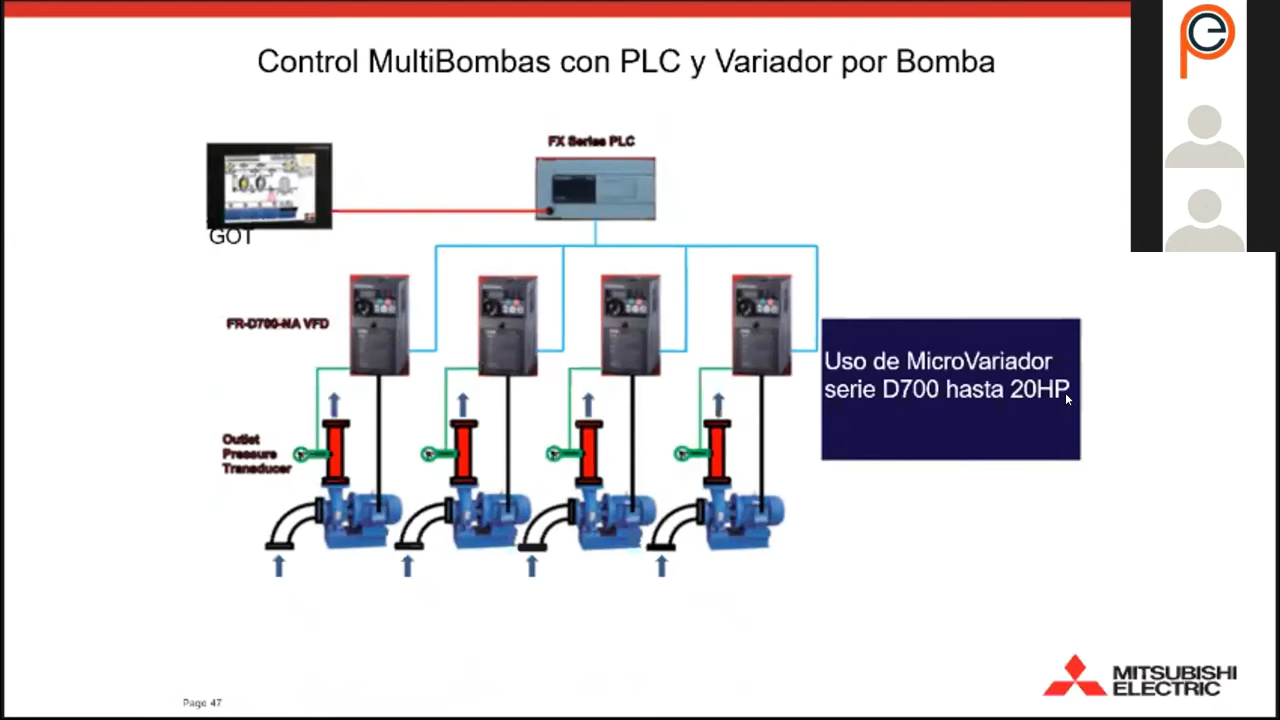 Control MultiBombas con PLC y Variador por Bomba
FX Series PLC
GOT
FR-D700-NA VFD
Uso de MicroVariador
serie D700 hasta 20HP
Outlet
Pressure
Transducer
MITSUBISHI
ELECTRIC
Page 47